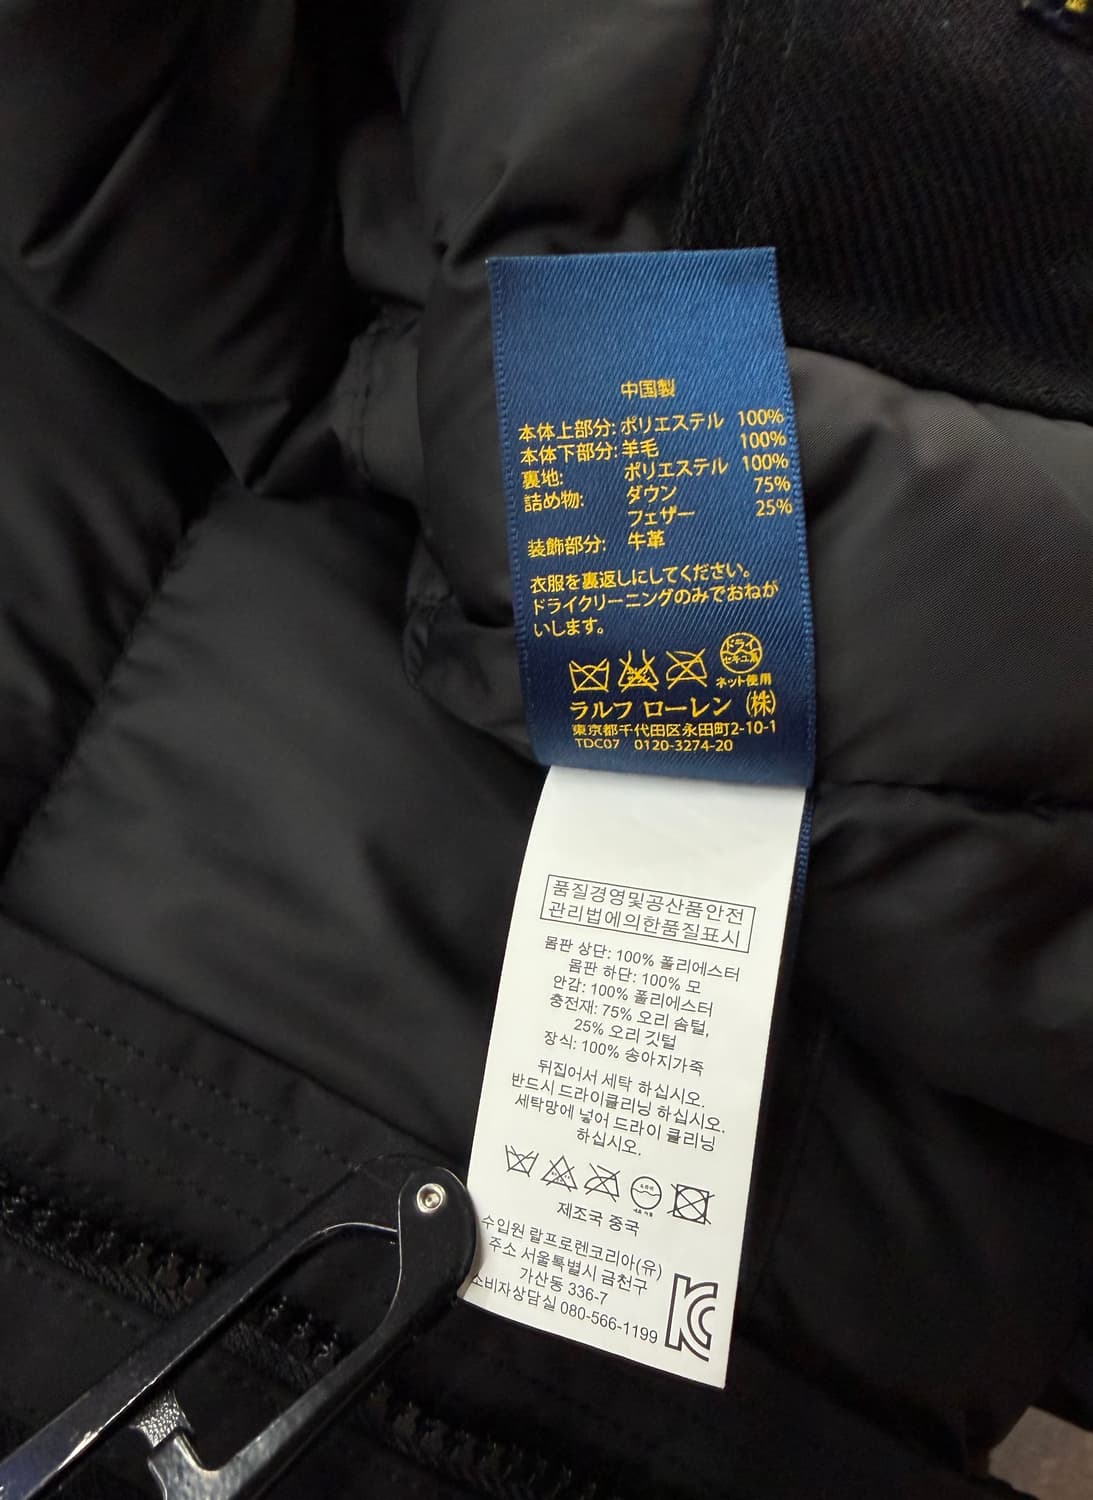 中国製
本体上部分: ポリエステル 100%
本体下部分: 羊毛 100%
裏地: ポリエステル 100%
詰め物: ダウン 75%
フェザー 25%
装飾部分: 牛革
衣服を裏返しにしてください。
ドライクリーニングのみでおねが
いします。
ドライ
セキユ系
ネット使用
ラルフ ローレン (株)
東京都千代田区永田町2-10-1
TDC07 0120-3274-20
품질경영및공산품안전
관리법에의한품질표시
몸판 상단: 100% 폴리에스터
몸판 하단: 100% 모
안감: 100% 폴리에스터
충전재: 75% 오리 솜털,
25% 오리 깃털
장식: 100% 송아지가죽
뒤집어서 세탁 하십시오.
반드시 드라이클리닝 하십시오.
세탁망에 넣어 드라이 클리닝
하십시오.
제조국 중국
수입원 랄프로렌코리아(유)
주소 서울특별시 금천구
가산동 336-7
소비자상담실 080-566-1199
KC